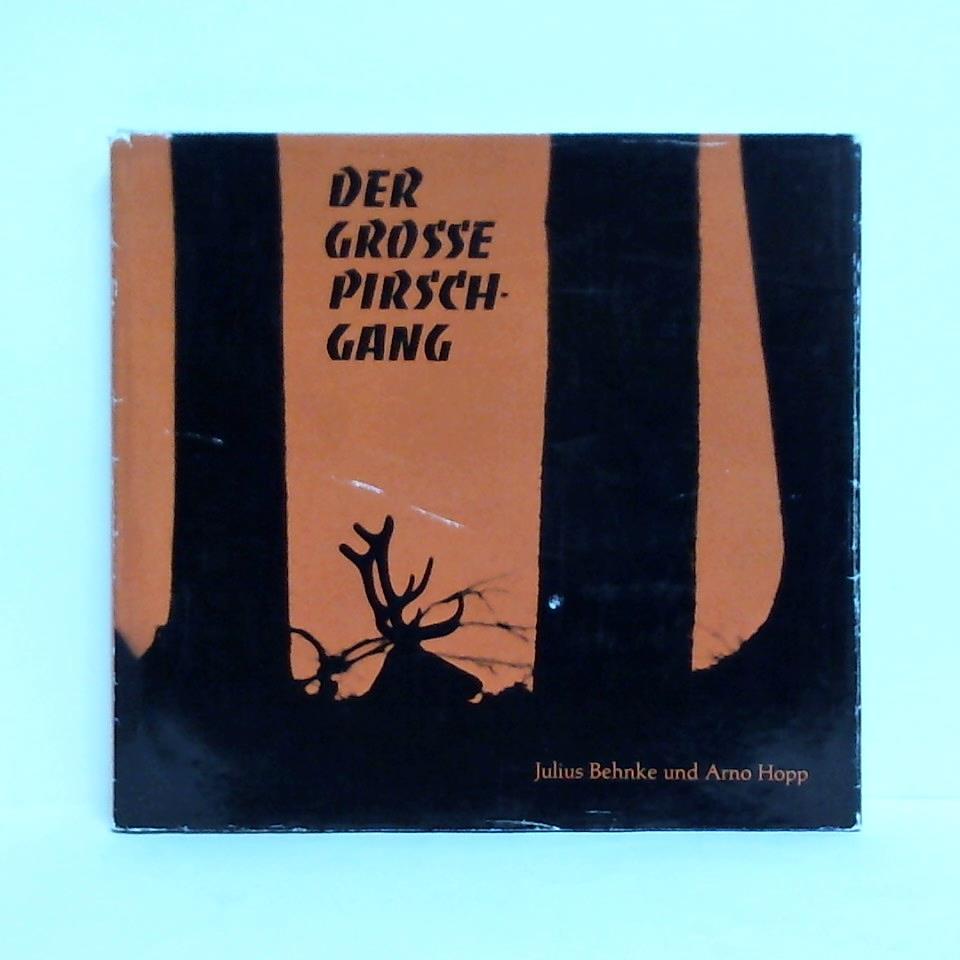 DER
GROSSE
PIRSCH-
GANG
Julius Behnke und Arno Hopp